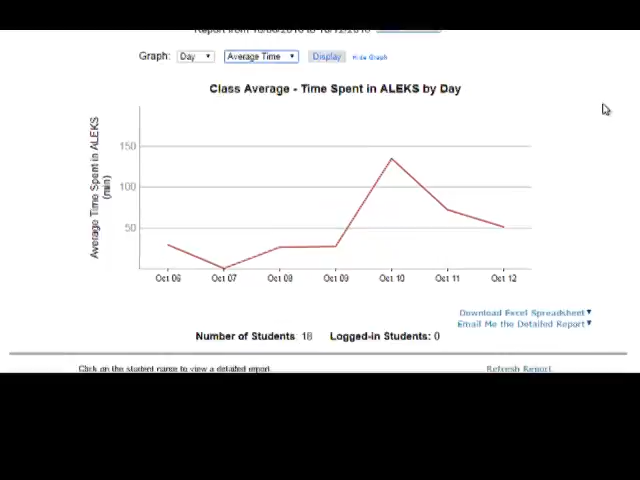 Graph: Day Average Time Display Hide Graph
Class Average - Time Spent in ALEKS by Day
Average Time Spent in ALEKS
(min)
150
100
50
Oct 06 Oct 07 Oct 08 Oct 09 Oct 10 Oct 11 Oct 12
Download Excel Spreadsheet
Email Me the Detailed Report
Number of Students 18 Logged-in Students: 0
Click on the student name to view a detailed report. Refresh Report